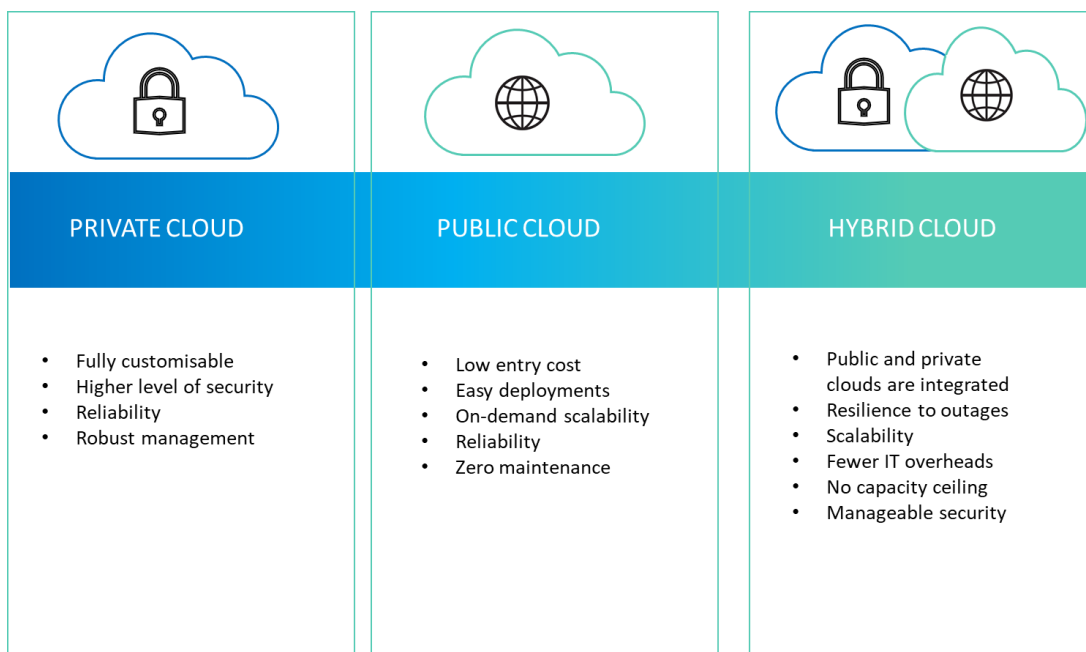 PRIVATE CLOUD
• Fully customisable
• Higher level of security
• Reliability
• Robust management
PUBLIC CLOUD
• Low entry cost
• Easy deployments
• On-demand scalability
• Reliability
• Zero maintenance
HYBRID CLOUD
• Public and private
clouds are integrated
• Resilience to outages
• Scalability
• Fewer IT overheads
• No capacity ceiling
• Manageable security